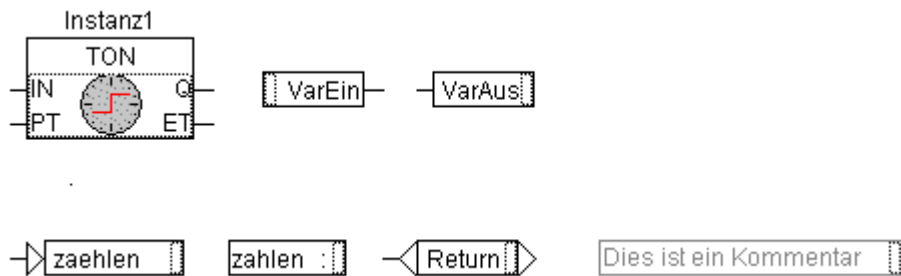 Instanz1
TON
IN Q
PT ET
VarEin
VarAus
zaehlen
zahlen :
Return
Dies ist ein Kommentar